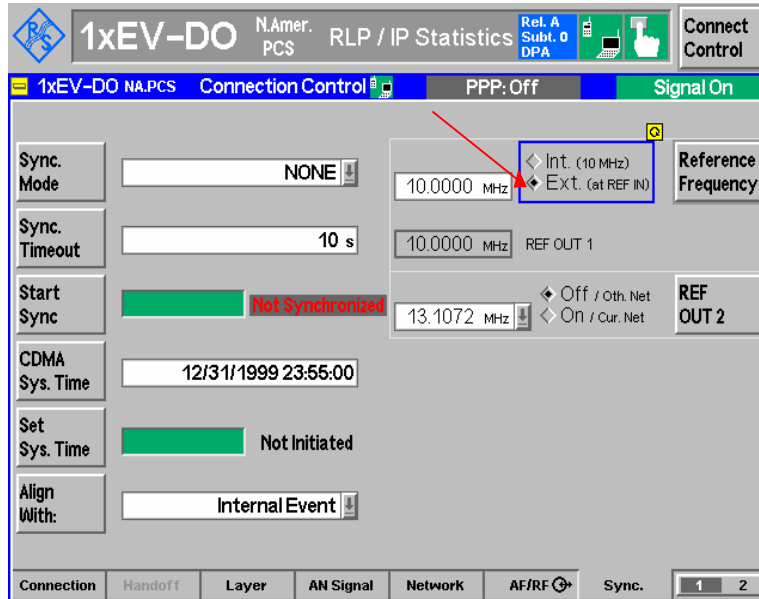 R&S
1xEV-DO N.Amer. PCS RLP / IP Statistics Rel. A Subt. 0 DPA
Connect Control
1xEV-DO NA.PCS Connection Control PPP: Off Signal On
Q
Sync. Mode NONE
10.0000 MHz Int. (10 MHz)
Ext. (at REF IN)
Reference Frequency
Sync. Timeout 10 s
10.0000 MHz REF OUT 1
Start Sync Not Synchronized
13.1072 MHz Off / Oth. Net
On / Cur. Net
REF OUT 2
CDMA Sys. Time 12/31/1999 23:55:00
Set Sys. Time Not Initiated
Align With: Internal Event
Connection Handoff Layer AN Signal Network AF/RF Sync. 1 2